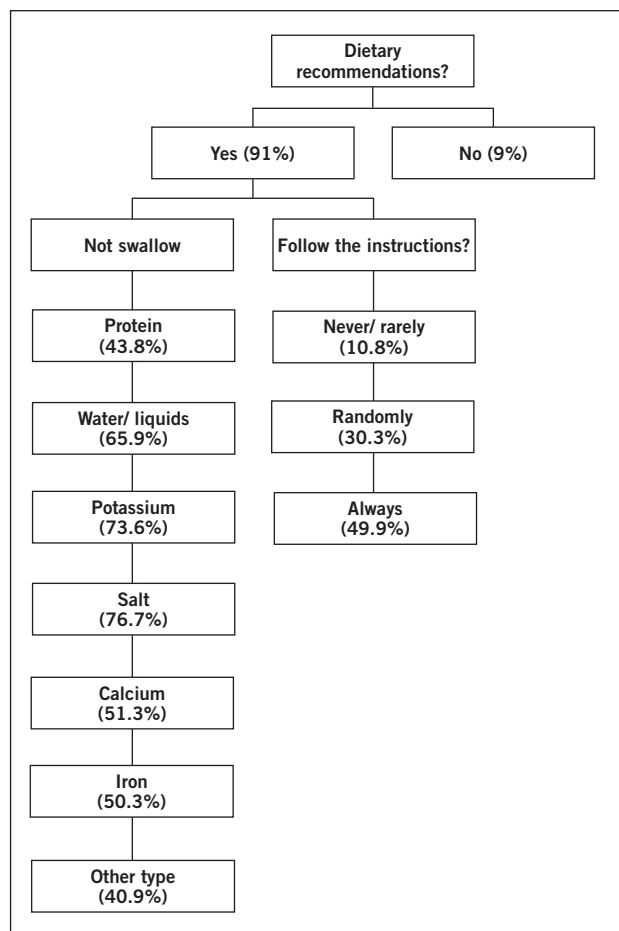 Dietary
recommendations?
Yes (91%)
No (9%)
Not swallow
Follow the instructions?
Protein
(43.8%)
Never/ rarely
(10.8%)
Water/ liquids
(65.9%)
Randomly
(30.3%)
Potassium
(73.6%)
Always
(49.9%)
Salt
(76.7%)
Calcium
(51.3%)
Iron
(50.3%)
Other type
(40.9%)